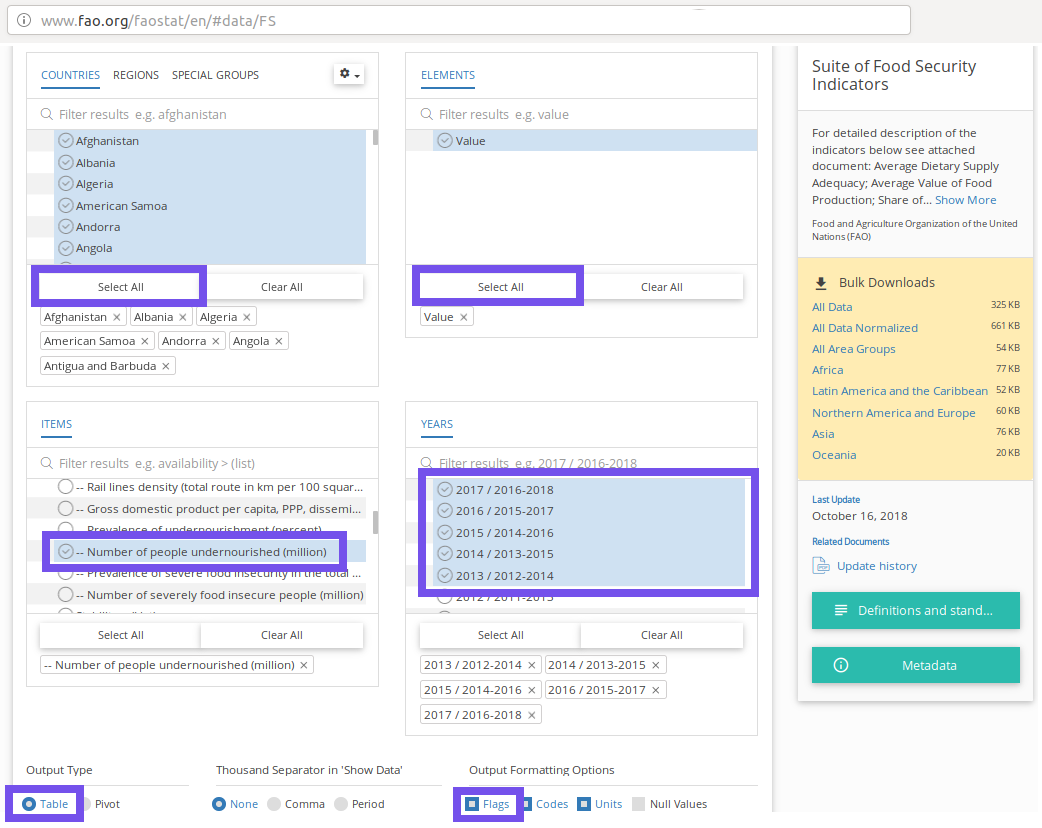 www.fao.org/faostat/en/#data/FS
COUNTRIES REGIONS SPECIAL GROUPS
Filter results e.g. afghanistan
Afghanistan
Albania
Algeria
American Samoa
Andorra
Angola
Select All Clear All
Afghanistan × Albania × Algeria ×
American Samoa × Andorra × Angola ×
Antigua and Barbuda ×
ELEMENTS
Filter results e.g. value
Value
Select All Clear All
Value ×
ITEMS
Filter results e.g. availability > (list)
-- Rail lines density (total route in km per 100 squar...
-- Gross domestic product per capita, PPP, dissemi...
-- Prevalence of undernourishment (percent)
-- Number of people undernourished (million)
-- Prevalence of severe food insecurity in the total ...
-- Number of severely food insecure people (million)
Select All Clear All
-- Number of people undernourished (million) ×
YEARS
Filter results e.g. 2017 / 2016-2018
2017 / 2016-2018
2016 / 2015-2017
2015 / 2014-2016
2014 / 2013-2015
2013 / 2012-2014
2012 / 2011-2013
Select All Clear All
2013 / 2012-2014 × 2014 / 2013-2015 ×
2015 / 2014-2016 × 2016 / 2015-2017 ×
2017 / 2016-2018 ×
Output Type
Table Pivot
Thousand Separator in 'Show Data'
None Comma Period
Output Formatting Options
Flags Codes Units Null Values
Suite of Food Security
Indicators
For detailed description of the
indicators below see attached
document: Average Dietary Supply
Adequacy; Average Value of Food
Production; Share of... Show More
Food and Agriculture Organization of the United
Nations (FAO)
Bulk Downloads
All Data 325 KB
All Data Normalized 661 KB
All Area Groups 54 KB
Africa 77 KB
Latin America and the Caribbean 52 KB
Northern America and Europe 60 KB
Asia 76 KB
Oceania 20 KB
Last Update
October 16, 2018
Related Documents
Update history
Definitions and stand...
Metadata